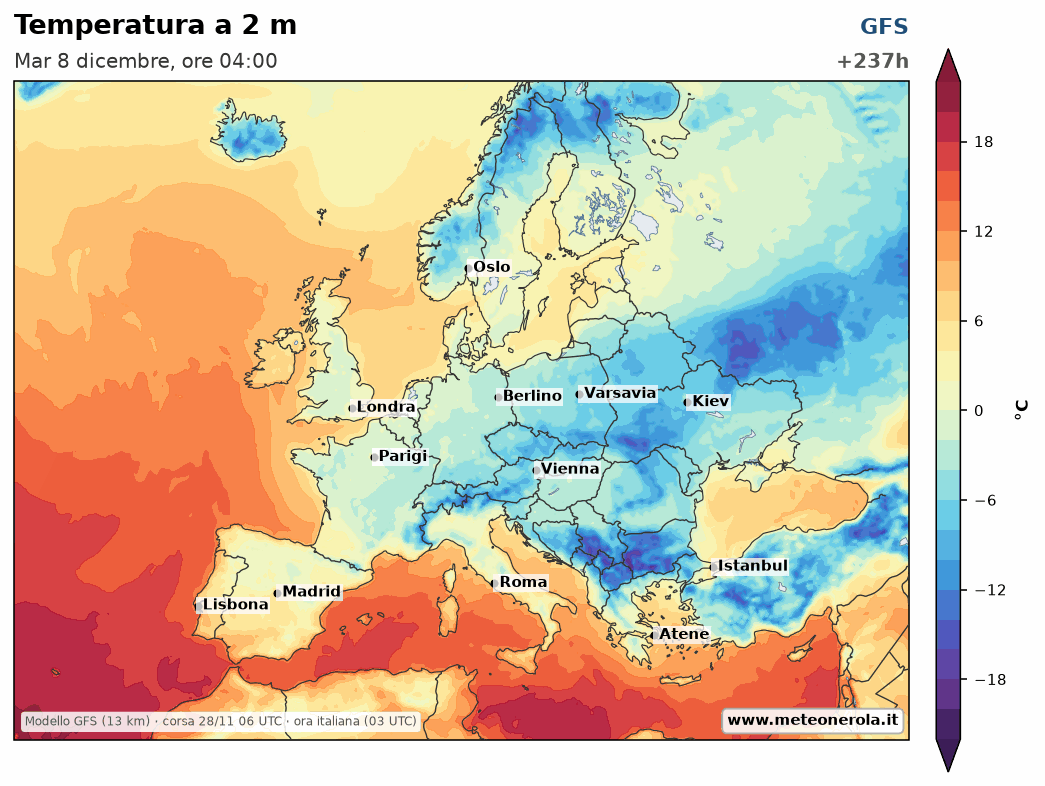 Temperatura a 2 m
GFS
Mar 8 dicembre, ore 04:00
+237h
18
12
6
0
−6
−12
−18
°C
Oslo
Londra
Berlino
Varsavia
Kiev
Parigi
Vienna
Istanbul
Roma
Madrid
Lisbona
Atene
Modello GFS (13 km) · corsa 28/11 06 UTC · ora italiana (03 UTC)
www.meteonerola.it